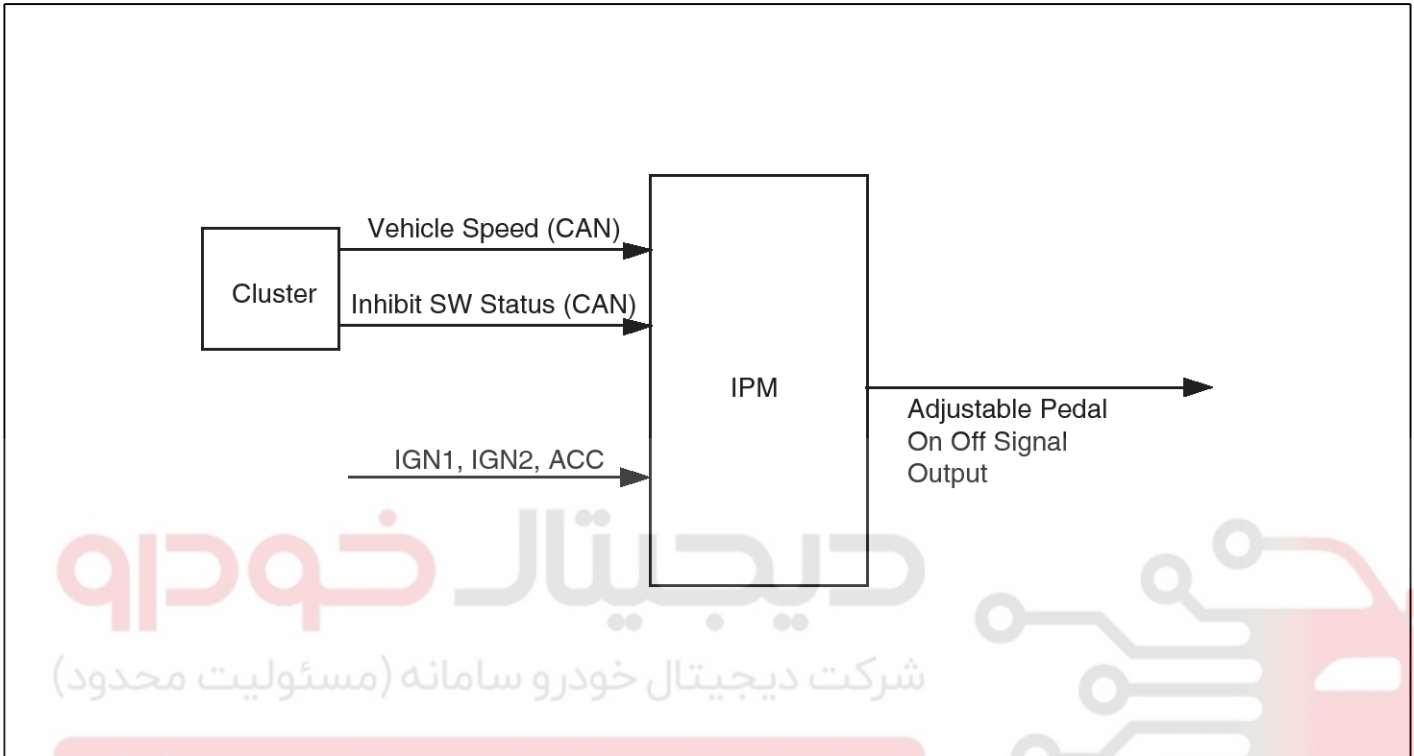 Vehicle Speed (CAN)
Cluster
Inhibit SW Status (CAN)
IPM
Adjustable Pedal
On Off Signal
Output
IGN1, IGN2, ACC
دیجیتال خودرو
شرکت دیجیتال خودرو سامانه (مسئولیت محدود)